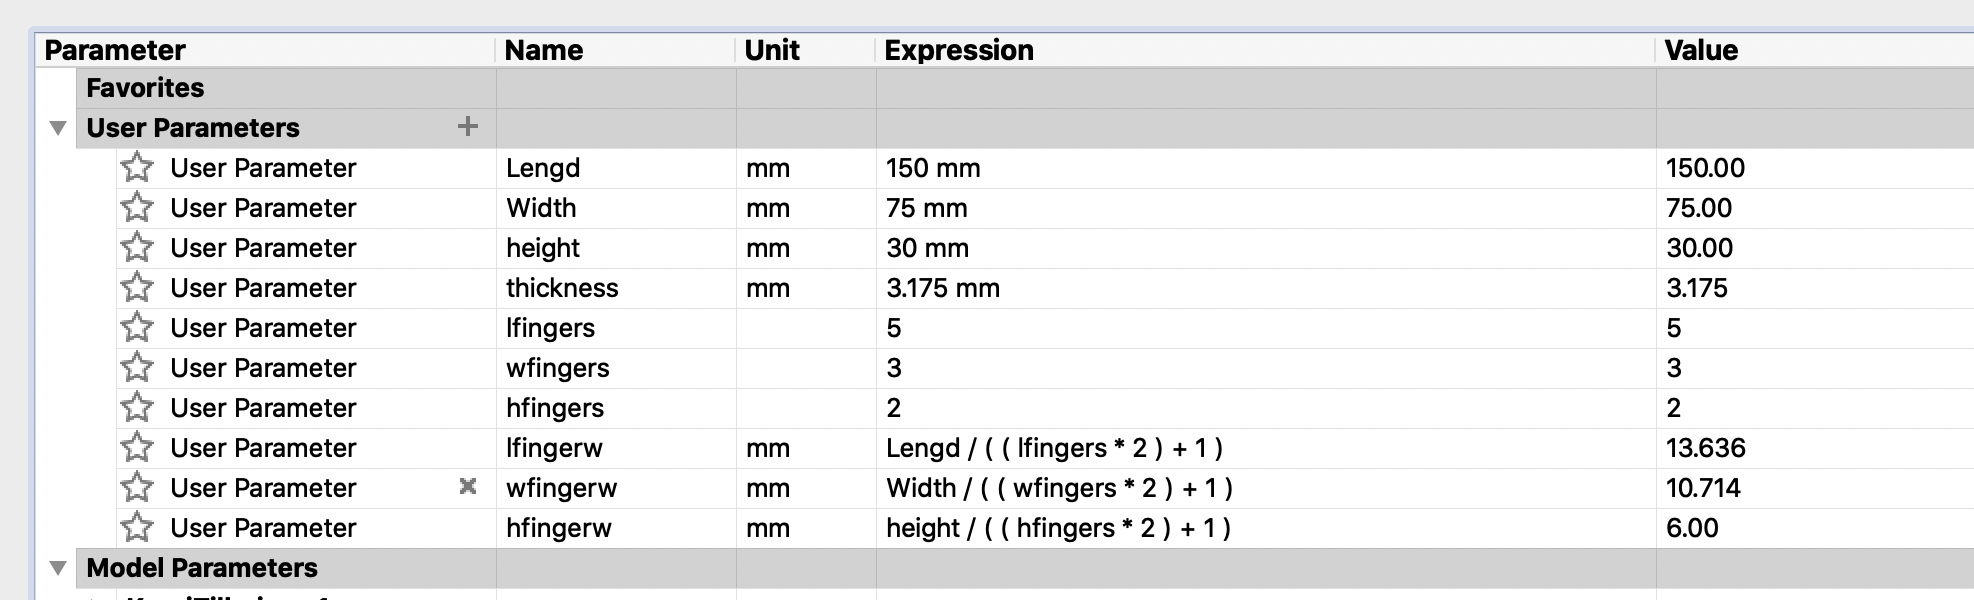 Parameter Name Unit Expression Value
Favorites
User Parameters +
User Parameter Lengd mm 150 mm 150.00
User Parameter Width mm 75 mm 75.00
User Parameter height mm 30 mm 30.00
User Parameter thickness mm 3.175 mm 3.175
User Parameter lfingers 5 5
User Parameter wfingers 3 3
User Parameter hfingers 2 2
User Parameter lfingerw mm Lengd / ( ( lfingers * 2 ) + 1 ) 13.636
User Parameter wfingerw mm Width / ( ( wfingers * 2 ) + 1 ) 10.714
User Parameter hfingerw mm height / ( ( hfingers * 2 ) + 1 ) 6.00
Model Parameters